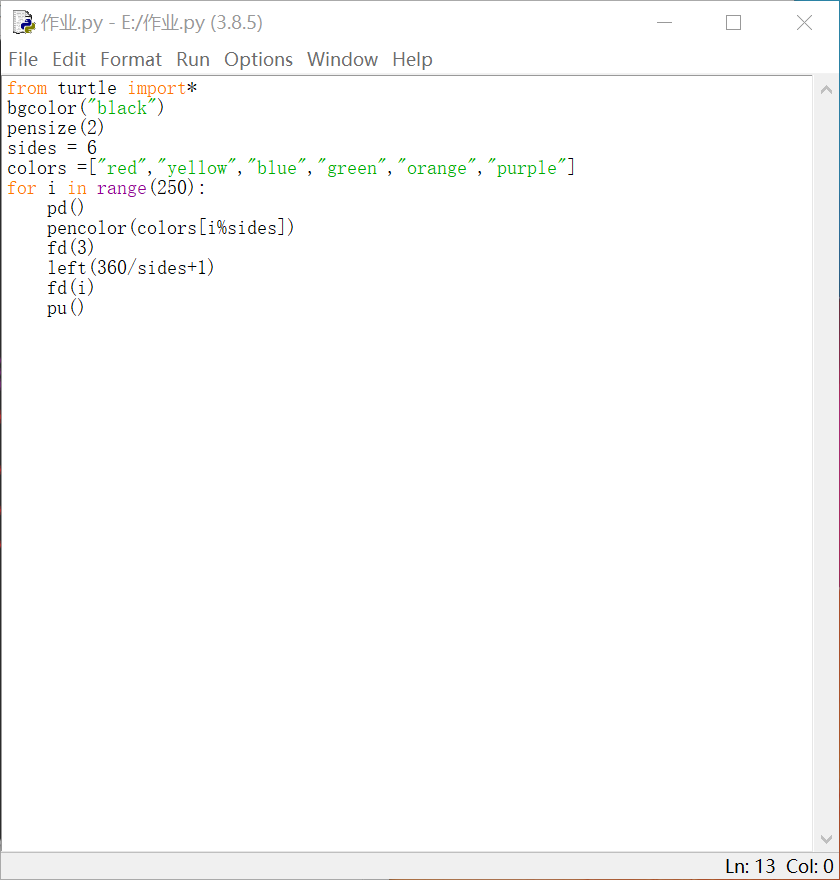 作业.py - E:/作业.py (3.8.5)
File Edit Format Run Options Window Help
from turtle import*
bgcolor("black")
pensize(2)
sides = 6
colors =["red","yellow","blue","green","orange","purple"]
for i in range(250):
    pd()
    pencolor(colors[i%sides])
    fd(3)
    left(360/sides+1)
    fd(i)
    pu()
Ln: 13 Col: 0